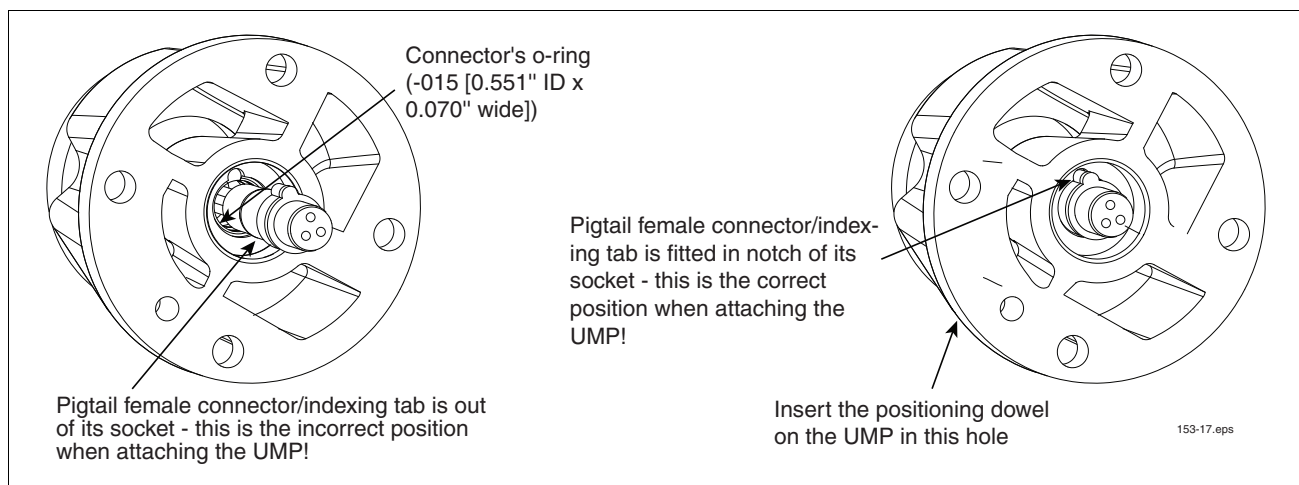 Connector's o-ring
(-015 [0.551" ID x
0.070" wide])
Pigtail female connector/indexing tab is out
of its socket - this is the incorrect position
when attaching the UMP!
Pigtail female connector/index-
ing tab is fitted in notch of its
socket - this is the correct
position when attaching the
UMP!
Insert the positioning dowel
on the UMP in this hole
153-17.eps